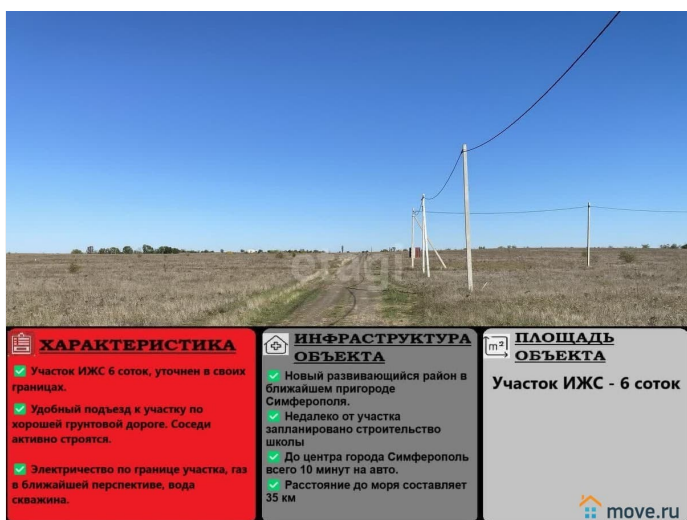 etagi
ХАРАКТЕРИСТИКА
Участок ИЖС 6 соток, уточнен в своих
границах.
Удобный подъезд к участку по
хорошей грунтовой дороге. Соседи
активно строятся.
Электричество по границе участка, газ
в ближайшей перспективе, вода
скважина.
ИНФРАСТРУКТУРА
ОБЪЕКТА
Новый развивающийся район в
ближайшем пригороде
Симферополя.
Недалеко от участка
запланировано строительство
школы
До центра города Симферополь
всего 10 минут на авто.
Расстояние до моря составляет
35 км
m²
ПЛОЩАДЬ
ОБЪЕКТА
Участок ИЖС - 6 соток
move.ru